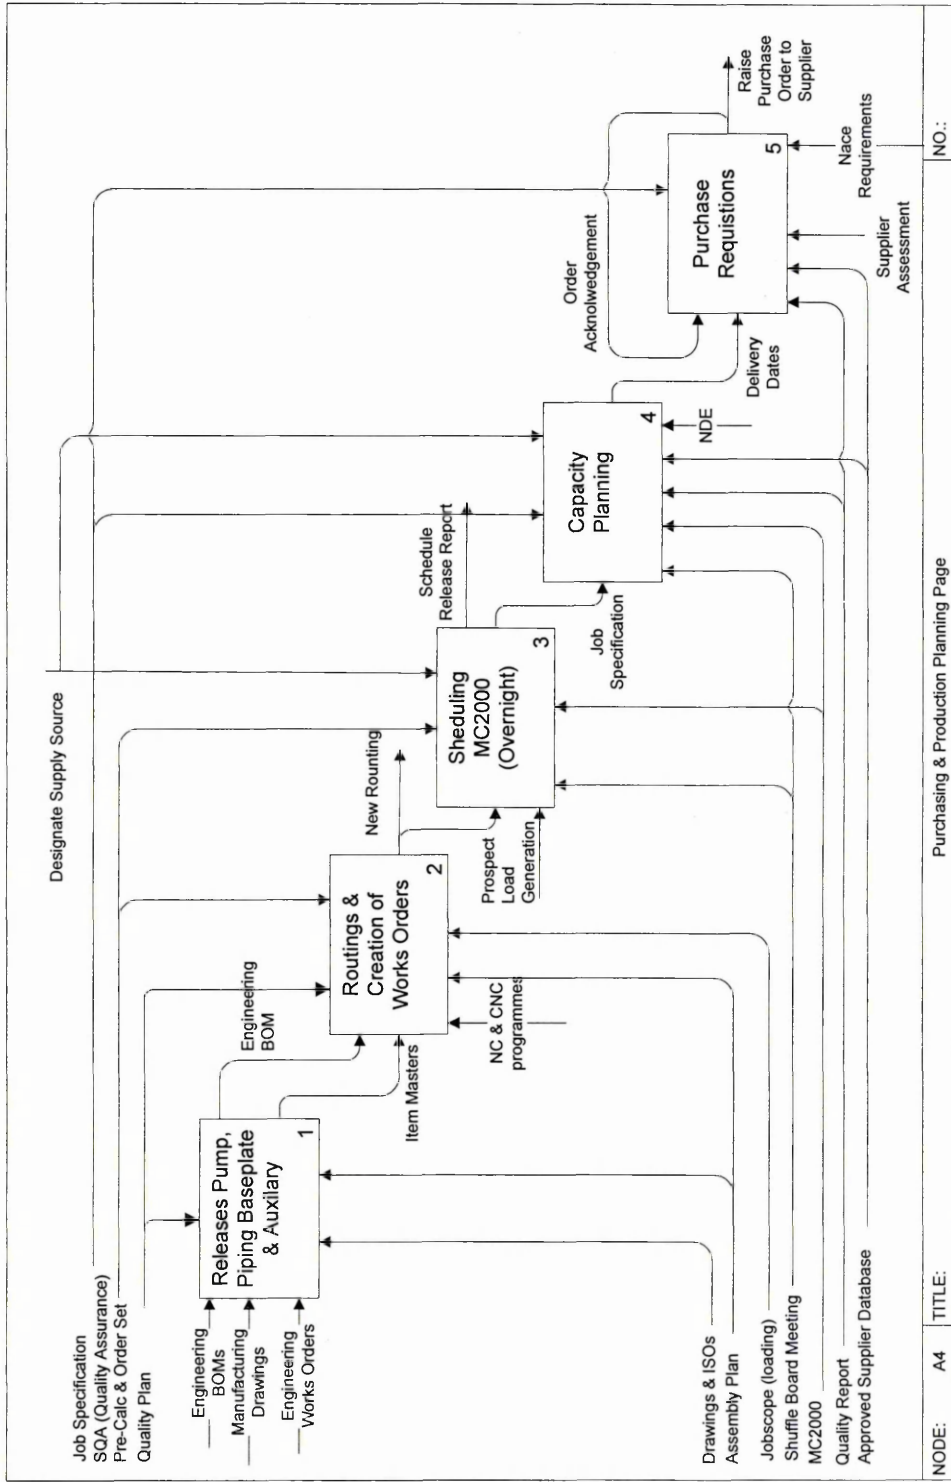 Designate Supply Source
Job Specification
SQA (Quality Assurance)
Pre-Calc & Order Set
Quality Plan
Engineering
BOMs
Manufacturing
Drawings
Engineering
Works Orders
Releases Pump,
Piping Baseplate
& Auxilary
1
Engineering
BOM
Item Masters
Routings &
Creation of
Works Orders
2
NC & CNC
programmes
New Rounting
Prospect
Load
Generation
Sheduling
MC2000
(Overnight)
3
Schedule
Release Report
Job
Specification
Capacity
Planning
4
NDE
Delivery
Dates
Order
Acknolwedgement
Purchase
Requistions
5
Raise
Purchase
Order to
Supplier
Supplier
Assessment
Nace
Requirements
Drawings & ISOs
Assembly Plan
Jobscope (loading)
Shuffle Board Meeting
MC2000
Quality Report
Approved Supplier Database
NODE: A4
TITLE:
Purchasing & Production Planning Page
NO.: